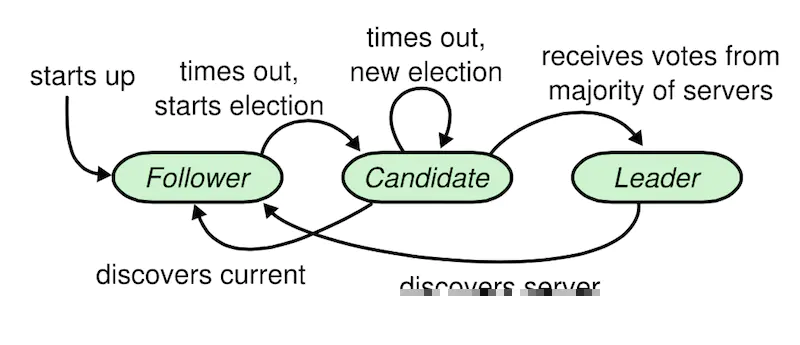 starts up
times out,
starts election
times out,
new election
receives votes from
majority of servers
Follower
Candidate
Leader
discovers current
discovers server